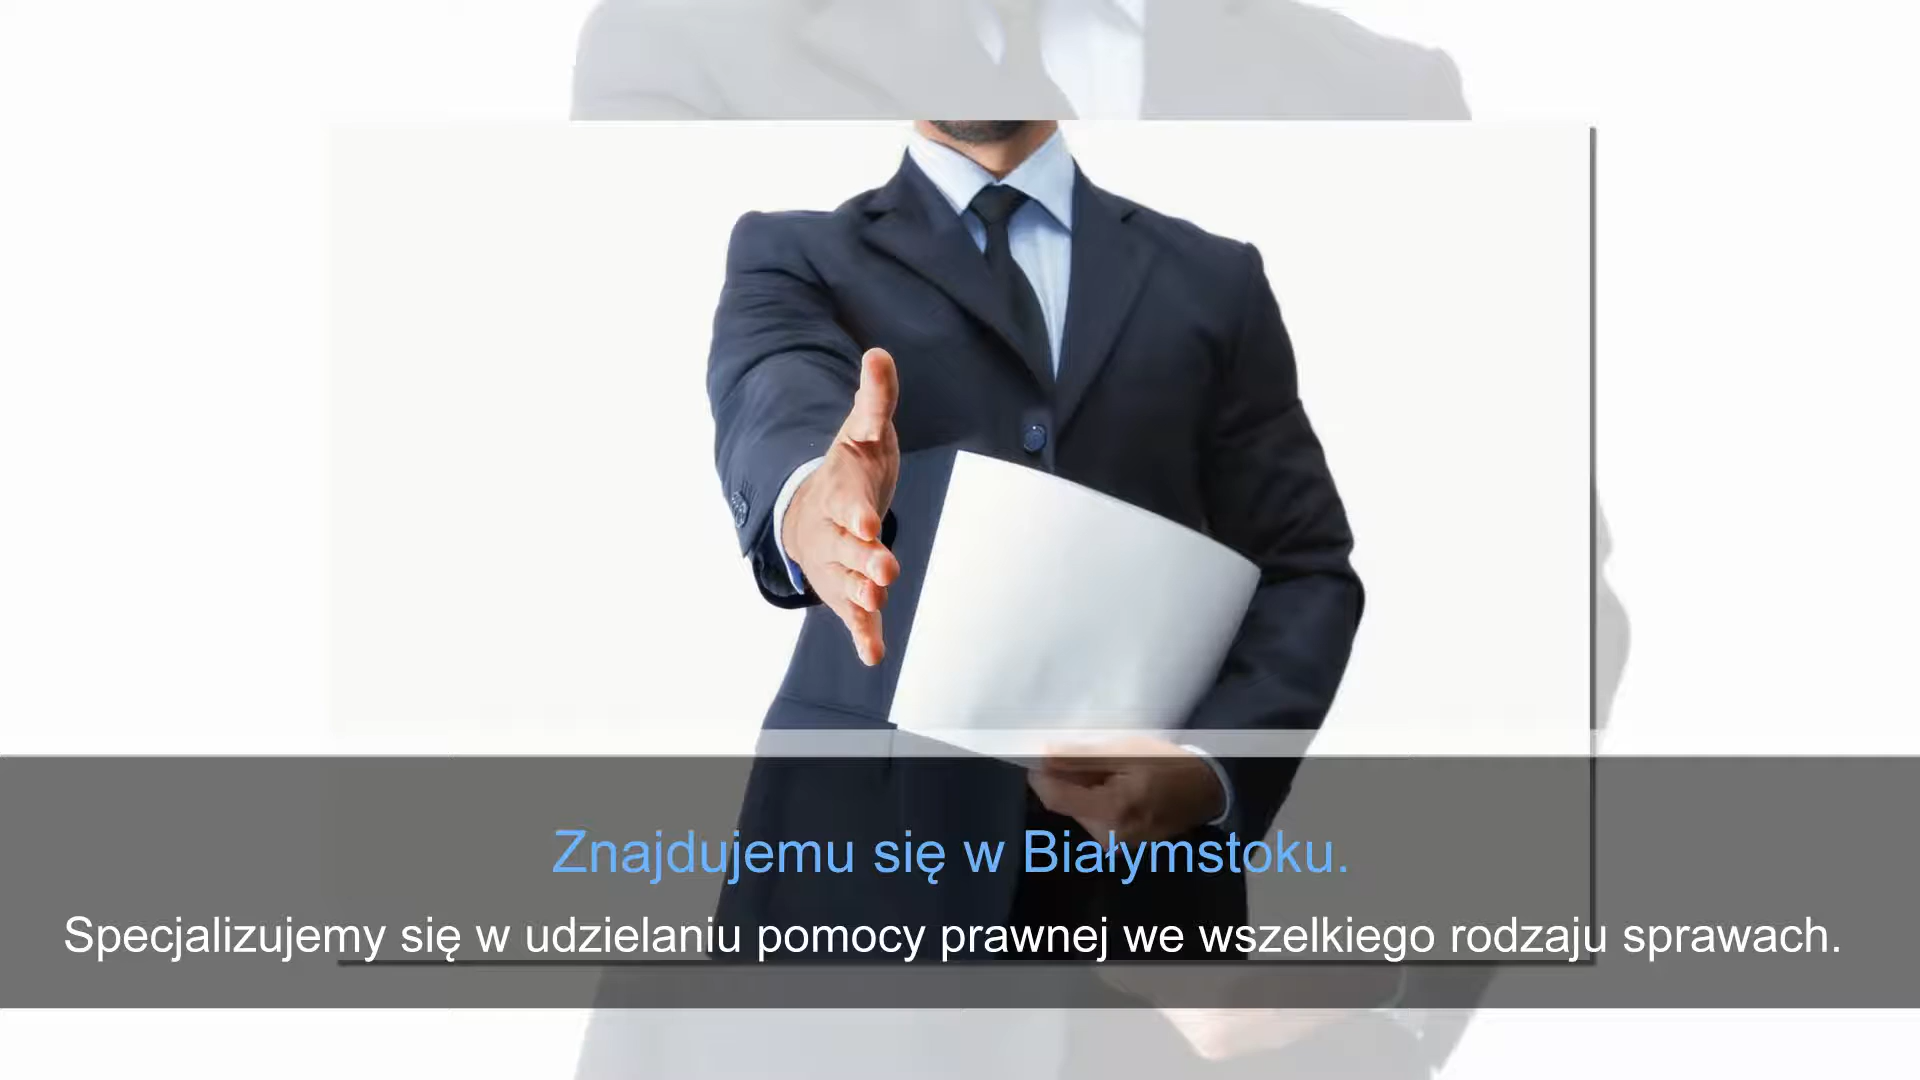 Znajdujemu się w Białymstoku.
Specjalizujemy się w udzielaniu pomocy prawnej we wszelkiego rodzaju sprawach.